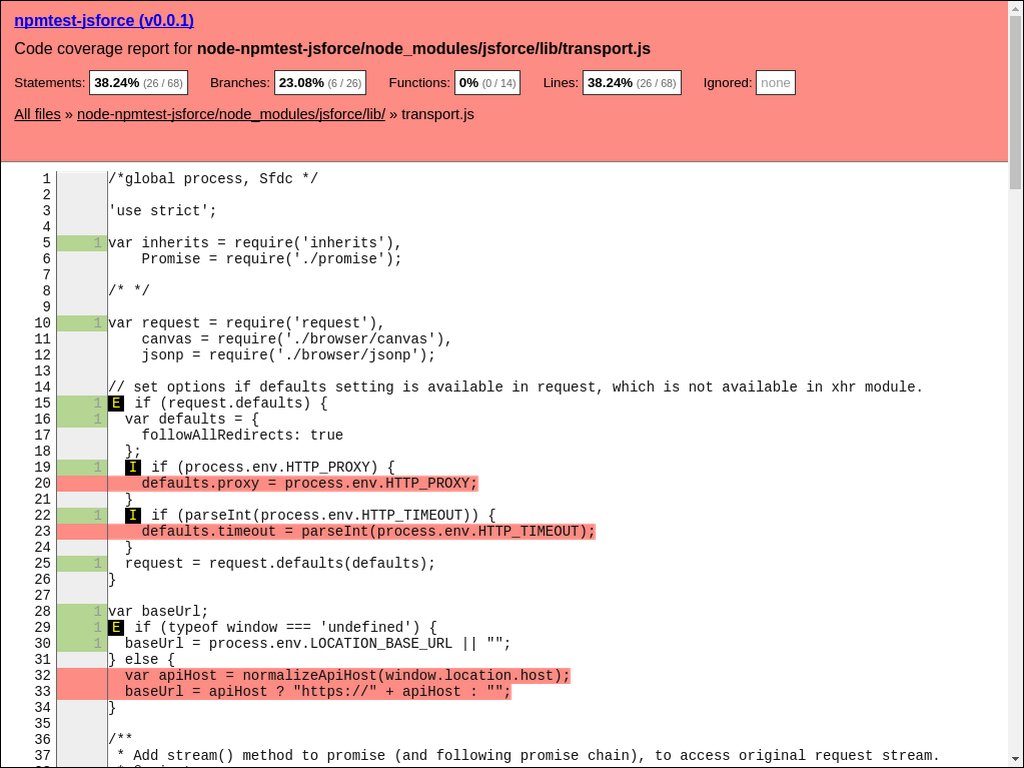 npmtest-jsforce (v0.0.1)
Code coverage report for node-npmtest-jsforce/node_modules/jsforce/lib/transport.js
Statements: 38.24% (26 / 68) Branches: 23.08% (6 / 26) Functions: 0% (0 / 14) Lines: 38.24% (26 / 68) Ignored: none
All files » node-npmtest-jsforce/node_modules/jsforce/lib/ » transport.js
1 /*global process, Sfdc */
2
3 'use strict';
4
5 1 var inherits = require('inherits'),
6 Promise = require('./promise');
7
8 /* */
9
10 1 var request = require('request'),
11 canvas = require('./browser/canvas'),
12 jsonp = require('./browser/jsonp');
13
14 // set options if defaults setting is available in request, which is not available in xhr module.
15 1 E if (request.defaults) {
16 1 var defaults = {
17 followAllRedirects: true
18 };
19 1 I if (process.env.HTTP_PROXY) {
20 defaults.proxy = process.env.HTTP_PROXY;
21 }
22 1 I if (parseInt(process.env.HTTP_TIMEOUT)) {
23 defaults.timeout = parseInt(process.env.HTTP_TIMEOUT);
24 }
25 1 request = request.defaults(defaults);
26 }
27
28 1 var baseUrl;
29 1 E if (typeof window === 'undefined') {
30 1 baseUrl = process.env.LOCATION_BASE_URL || "";
31 } else {
32 var apiHost = normalizeApiHost(window.location.host);
33 baseUrl = apiHost ? "https://" + apiHost : "";
34 }
35
36 /**
37 * Add stream() method to promise (and following promise chain), to access original request stream.